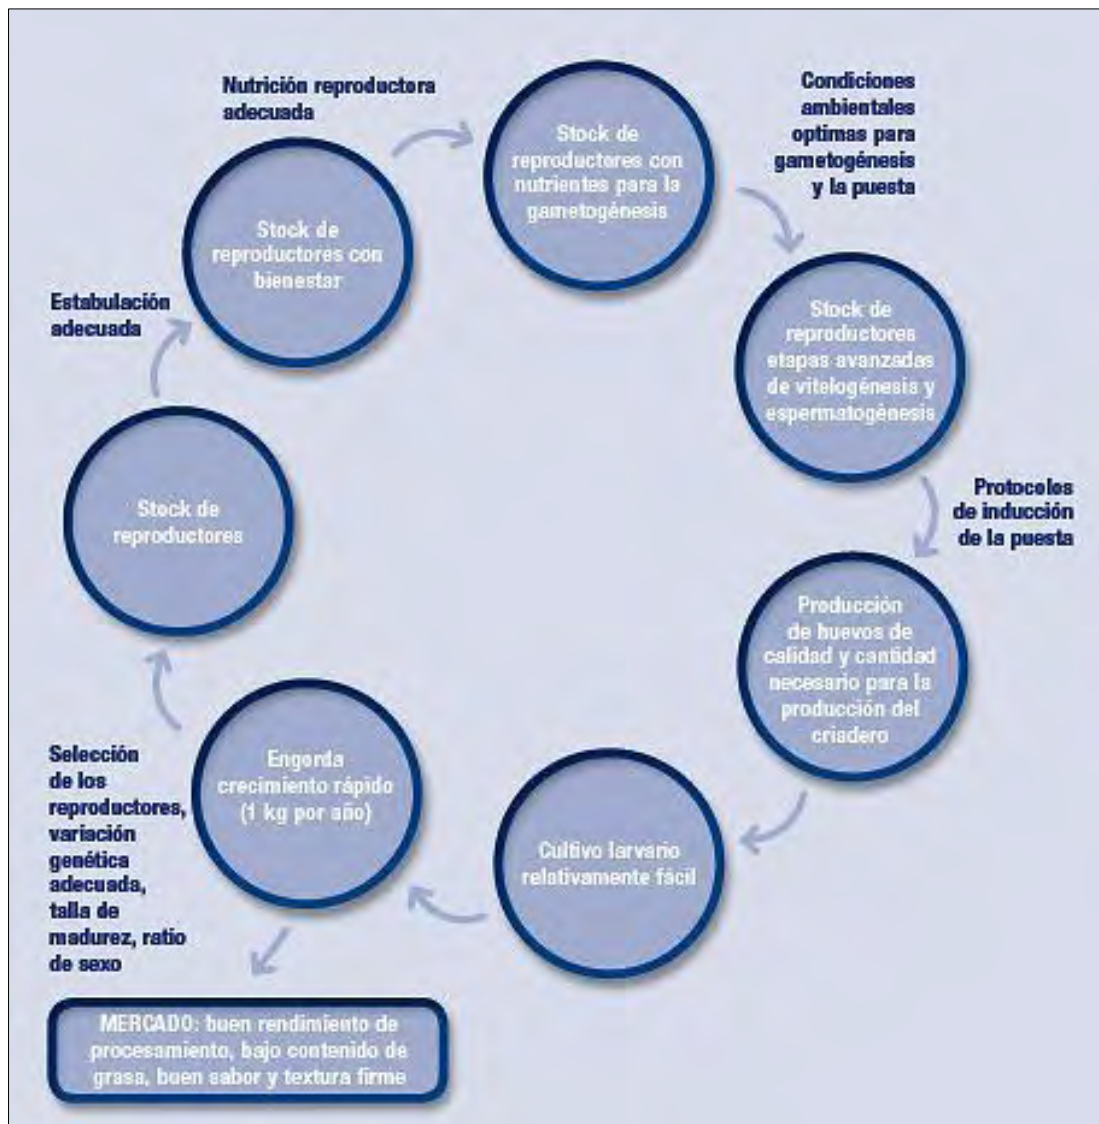 Nutrición reproductora
adecuada
Stock de
reproductores con
nutrientes para la
gametogénesis
Condiciones
ambientales
optimas para
gametogénesis
y la puesta
Stock de
reproductores con
bienestar
Estabulación
adecuada
Stock de
reproductores
etapas avanzadas
de vitelogénesis y
espermatogénesis
Stock de
reproductores
Protocolos
de inducción
de la puesta
Producción
de huevos de
calidad y cantidad
necesario para la
producción del
criadero
Cultivo larvario
relativamente fácil
Engorda
crecimiento rápido
(1 kg por año)
Selección
de los
reproductores,
variación
genética
adecuada,
talla de
madurez, ratio
de sexo
MERCADO: buen rendimiento de
procesamiento, bajo contenido de
grasa, buen sabor y textura firme